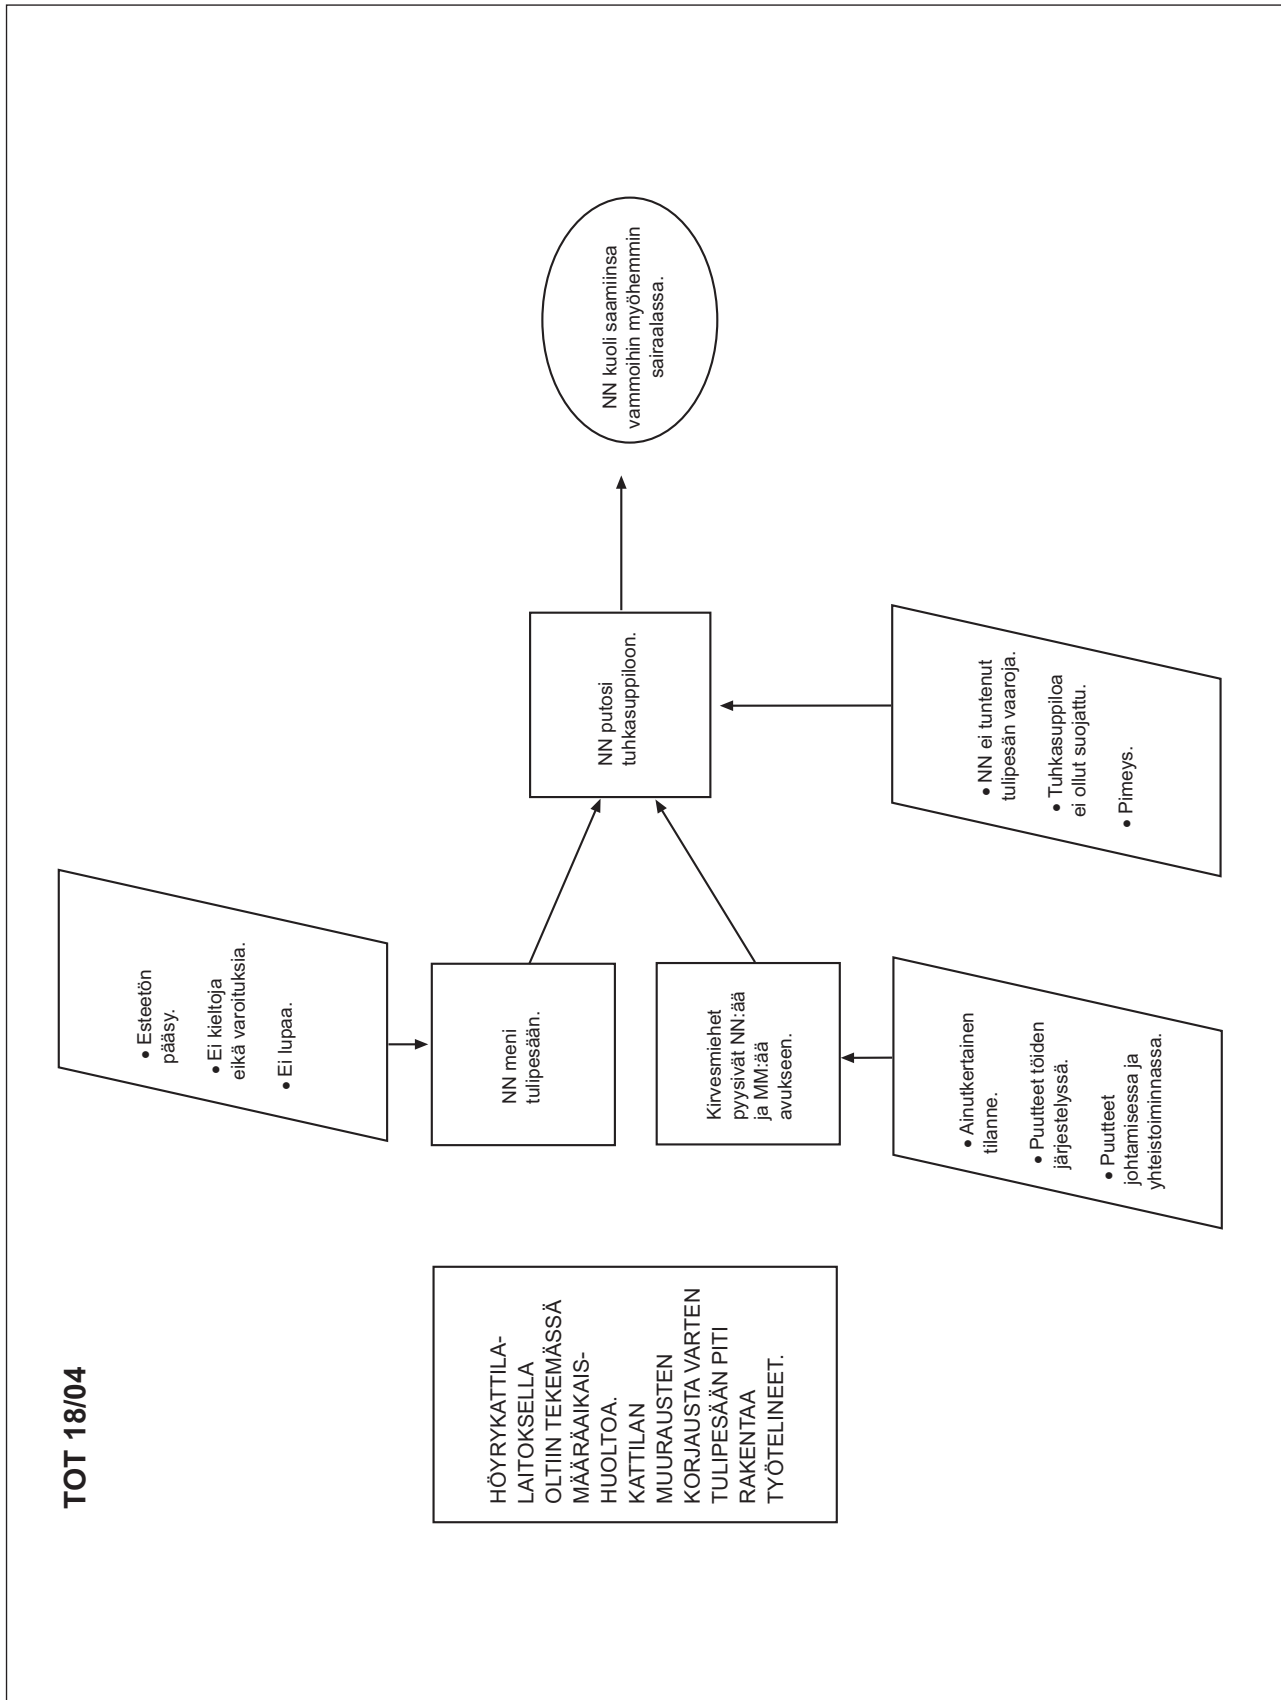 TOT 18/04
HÖYRYKATTILA-
LAITOKSELLA
OLTIIN TEKEMÄSSÄ
MÄÄRÄAIKAIS-
HUOLTOA.
KATTILAN
MUURAUSTEN
KORJAUSTA VARTEN
TULIPESÄÄN PITI
RAKENTAA
TYÖTELINEET.
• Esteetön
pääsy.
• Ei kieltoja
eikä varoituksia.
• Ei lupaa.
NN meni
tulipesään.
Kirvesmiehet
pyysivät NN:ää
ja MM:ää
avukseen.
• Ainutkertainen
tilanne.
• Puutteet töiden
järjestelyssä.
• Puutteet
johtamisessa ja
yhteistoiminnassa.
NN putosi
tuhkasuppiloon.
• NN ei tuntenut
tulipesän vaaroja.
• Tuhkasuppiloa
ei ollut suojattu.
• Pimeys.
NN kuoli saamiinsa
vammoihin myöhemmin
sairaalassa.